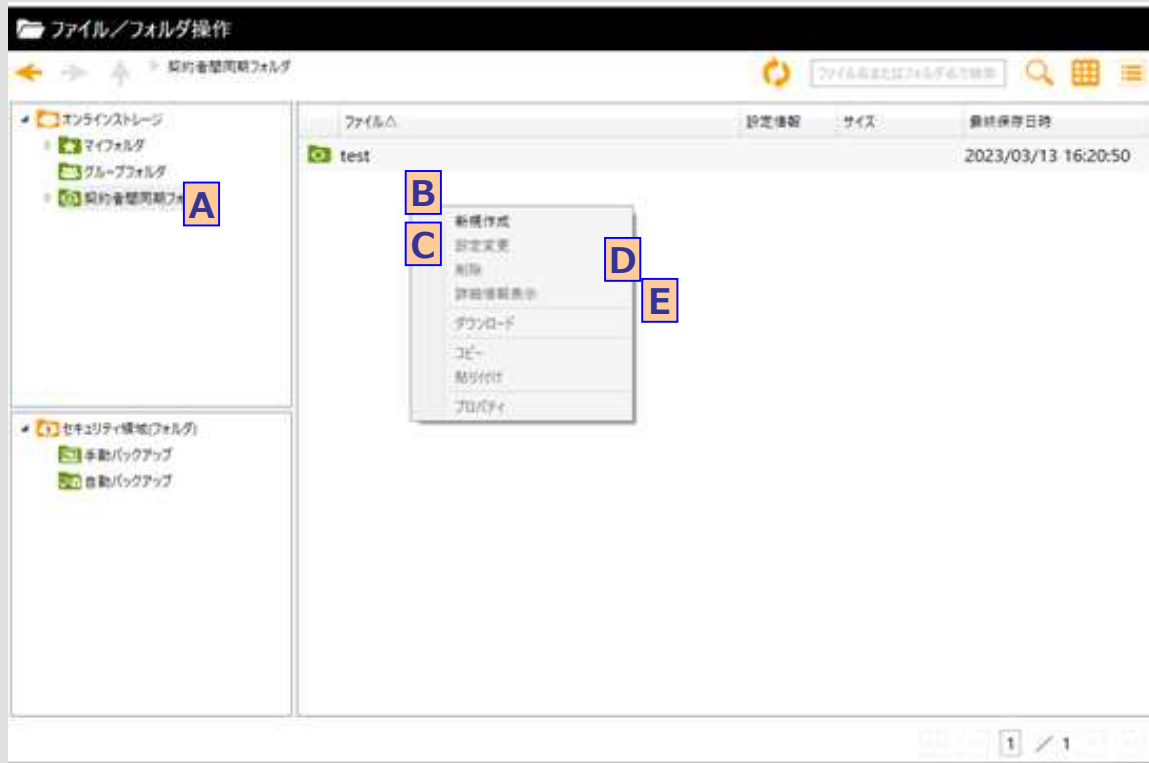 ファイル／フォルダ操作
契約者間同期フォルダ
ファイル名またはフォルダ名で検索
オンラインストレージ
マイフォルダ
グループフォルダ
契約者間同期フォ
A
セキュリティ領域(フォルダ)
手動バックアップ
自動バックアップ
ファイル△ 設定情報 サイズ 最終保存日時
test 2023/03/13 16:20:50
B
新規作成
C
設定変更
D
削除
詳細情報表示
E
ダウンロード
コピー
貼り付け
プロパティ
1 ／ 1